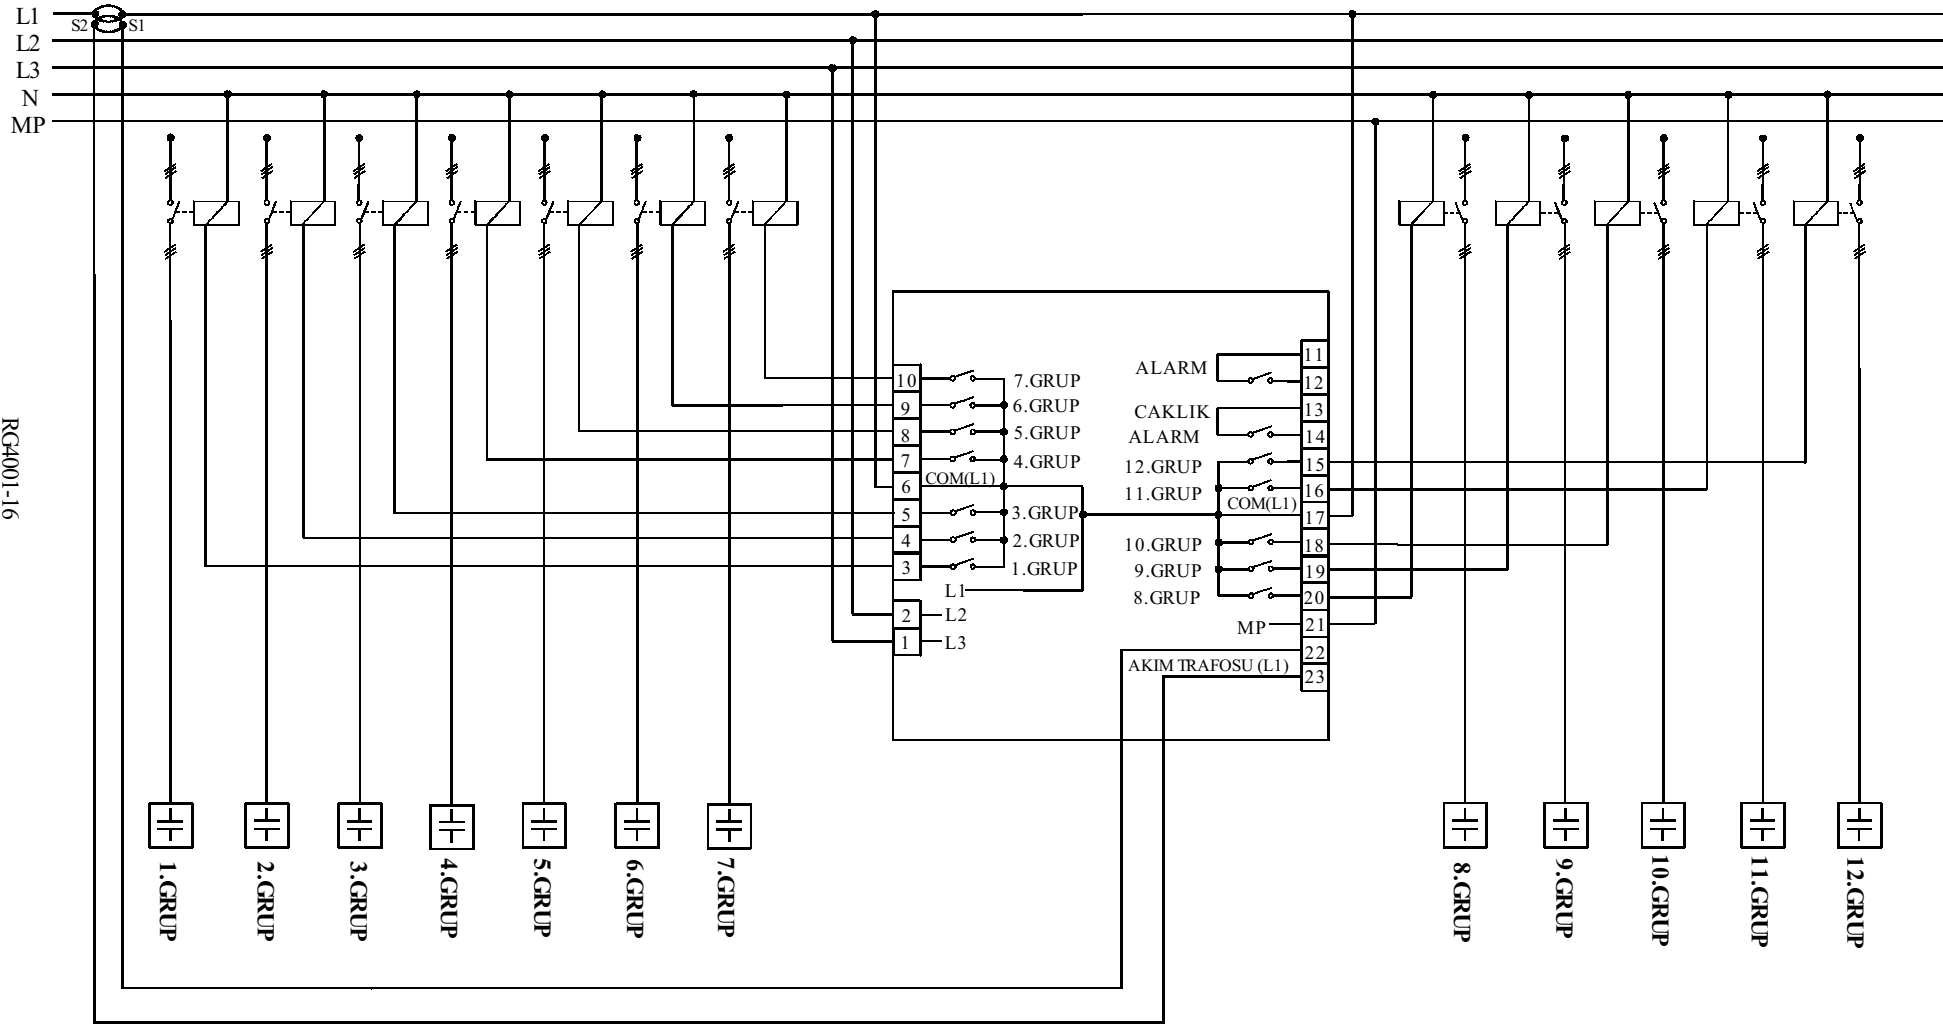 L1
S2
S1
L2
L3
N
MP
RG4001-16
10
7.GRUP
9
6.GRUP
8
5.GRUP
7
4.GRUP
6
COM(L1)
5
3.GRUP
4
2.GRUP
3
1.GRUP
L1
2
L2
1
L3
11
ALARM
12
CAKLIK
13
ALARM
14
12.GRUP
15
11.GRUP
16
COM(L1)
17
10.GRUP
18
9.GRUP
19
8.GRUP
20
MP
21
22
AKIM TRAFOSU (L1)
23
1.GRUP
2.GRUP
3.GRUP
4.GRUP
5.GRUP
6.GRUP
7.GRUP
8.GRUP
9.GRUP
10.GRUP
11.GRUP
12.GRUP